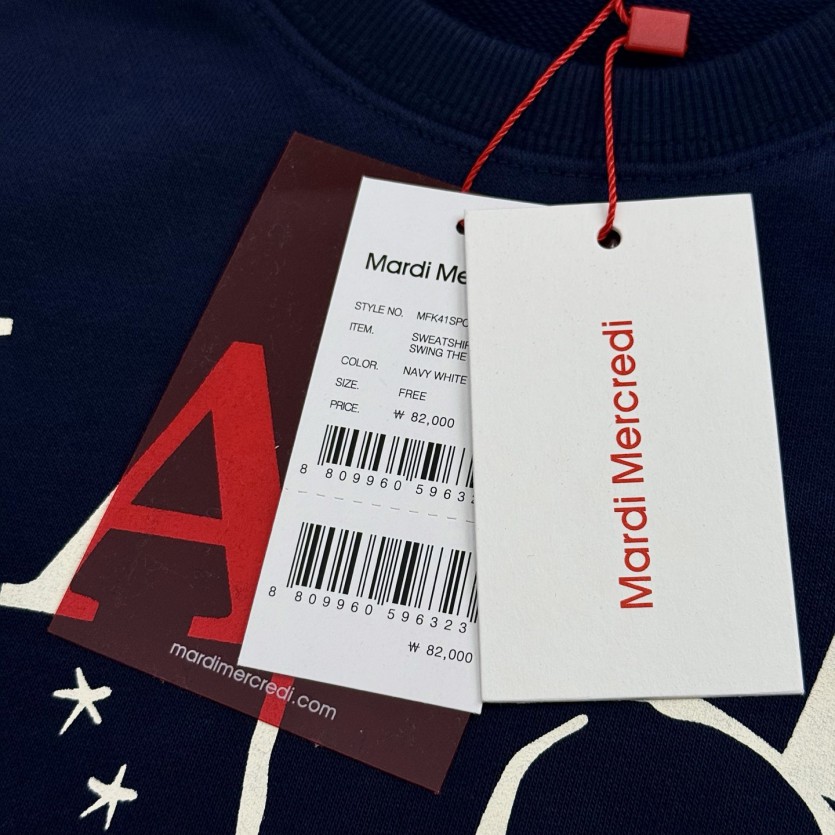 Mardi Me
STYLE NO. MFK41SPO
ITEM. SWEATSHIR
SWING THE
COLOR. NAVY WHITE
SIZE. FREE
PRICE. ₩ 82,000
8 809960 59632
8 809960 596323
₩ 82,000
Mardi Mercredi
A
mardimercredi.com